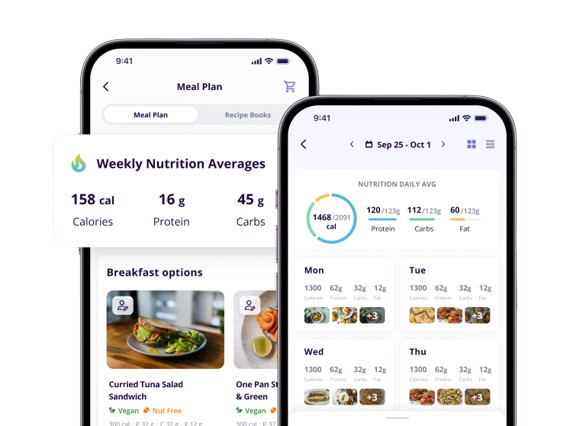 9:41
Meal Plan
Meal Plan Recipe Books
Weekly Nutrition Averages
158 cal 16 g 45 g
Calories Protein Carbs
Breakfast options
Curried Tuna Salad
Sandwich
Vegan Nut Free
300 cal · P 32 g · C 32 g · F 12 g
One Pan St
& Green
Vegan
9:41
Sep 25 - Oct 1
NUTRITION DAILY AVG
1468/2091
cal
120/123g 112/123g 60/123g
Protein Carbs Fat
Mon
1300 62g 32g 12g
Calories Protein Carbs Fat
+3
Tue
1300 62g 32g 12g
Calories Protein Carbs Fat
+3
Wed
1300 62g 32g 12g
Calories Protein Carbs Fat
+3
Thu
1300 62g 32g 12g
Calories Protein Carbs Fat
+3